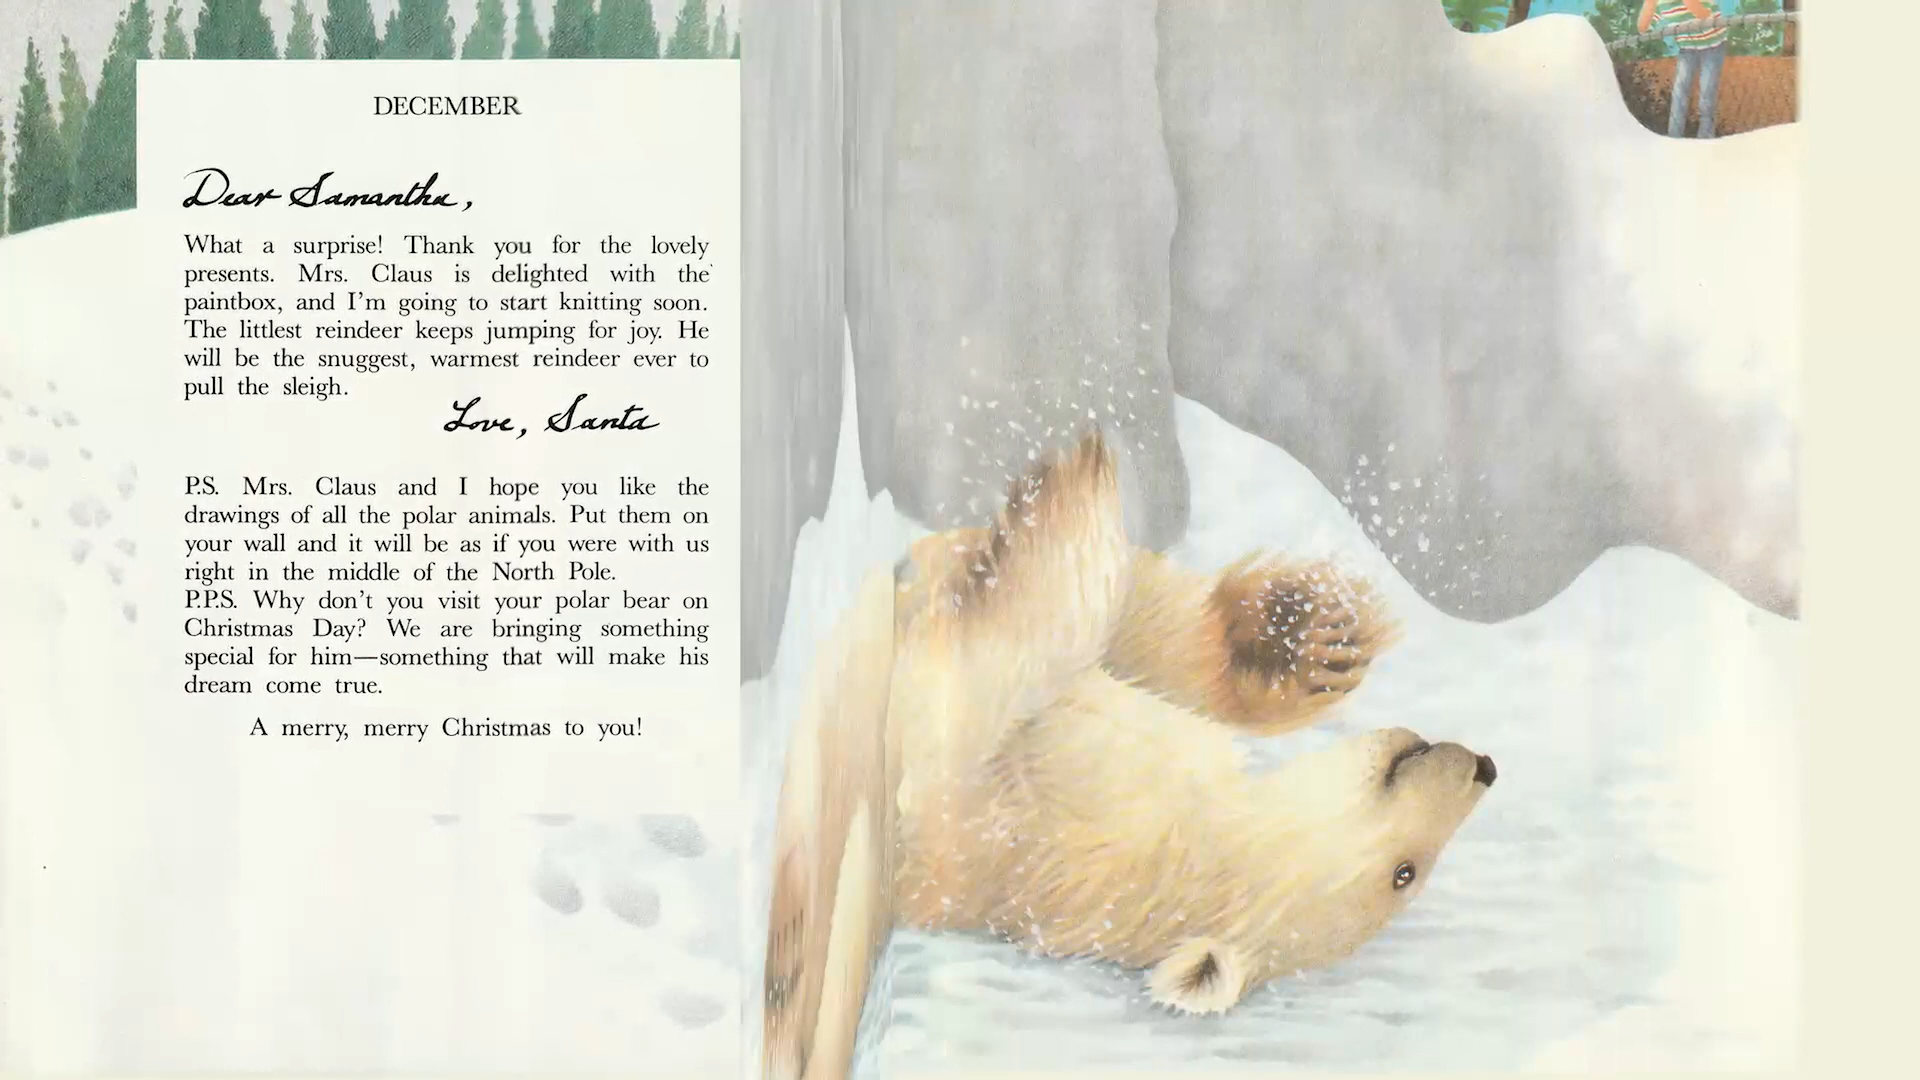 DECEMBER
Dear Samantha,
What a surprise! Thank you for the lovely
presents. Mrs. Claus is delighted with the
paintbox, and I'm going to start knitting soon.
The littlest reindeer keeps jumping for joy. He
will be the snuggest, warmest reindeer ever to
pull the sleigh.
Love, Santa
P.S. Mrs. Claus and I hope you like the
drawings of all the polar animals. Put them on
your wall and it will be as if you were with us
right in the middle of the North Pole.
P.P.S. Why don't you visit your polar bear on
Christmas Day? We are bringing something
special for him—something that will make his
dream come true.
A merry, merry Christmas to you!